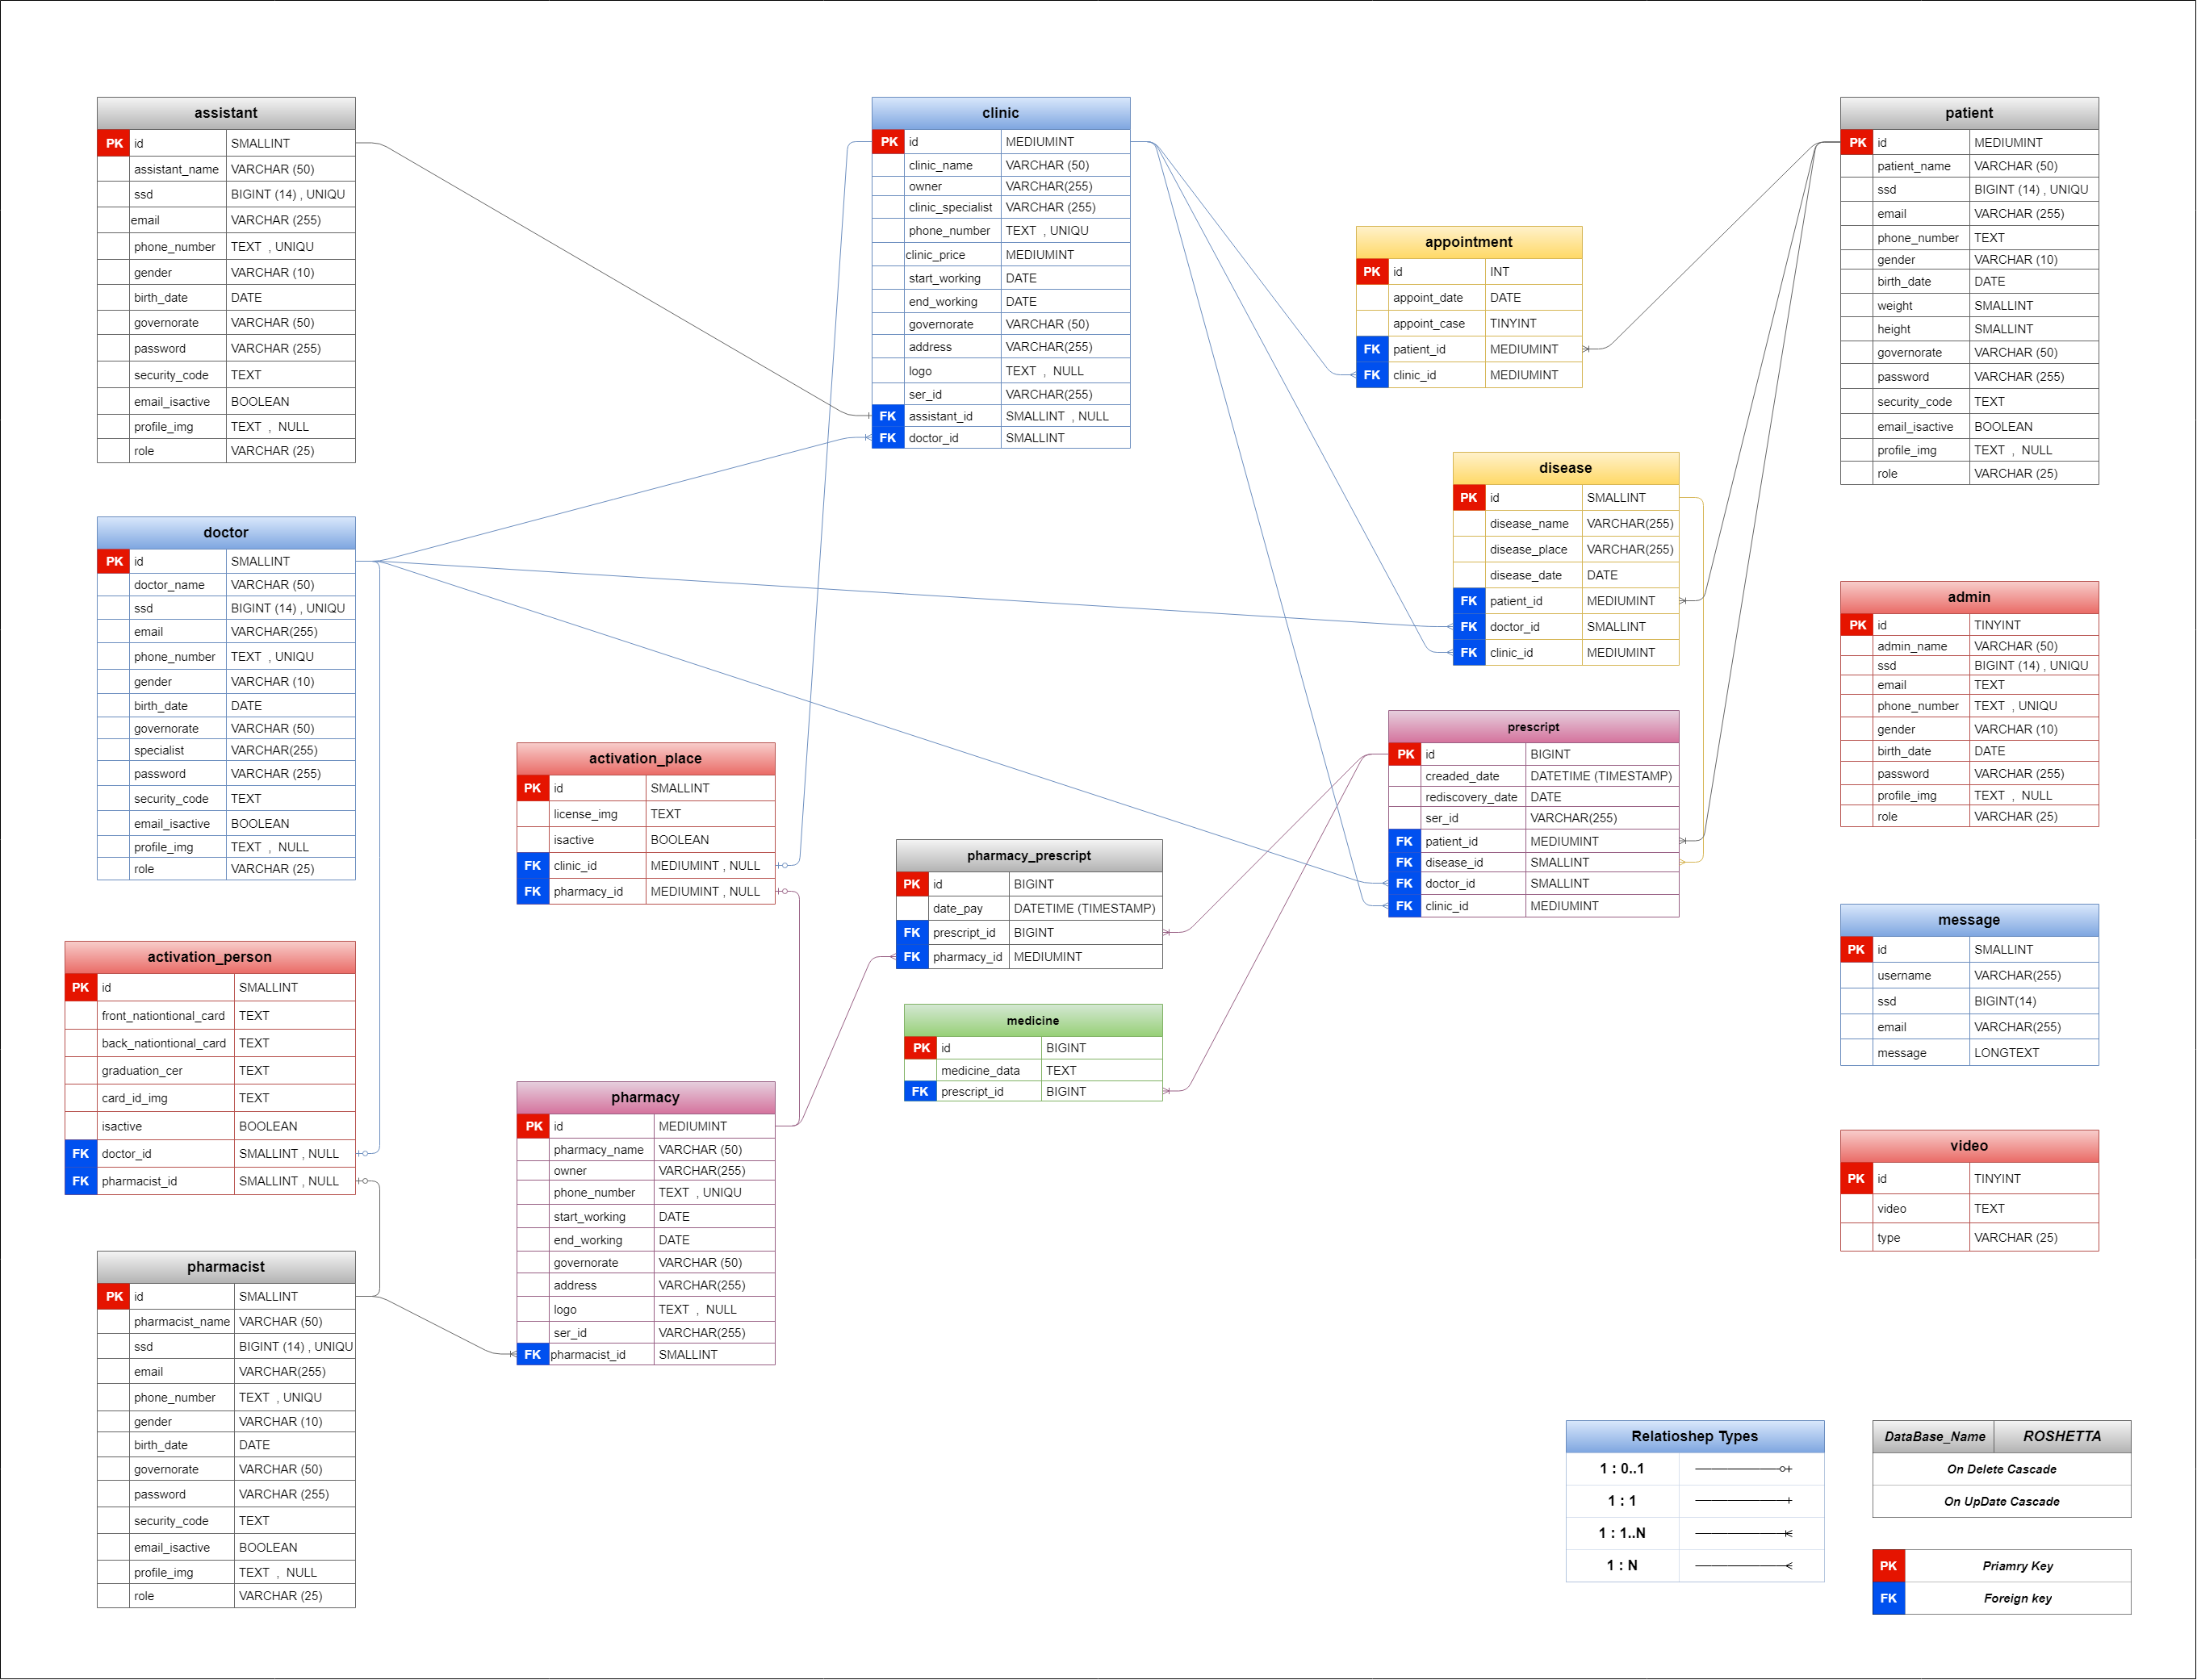 assistant
PK id SMALLINT
assistant_name VARCHAR (50)
ssd BIGINT (14) , UNIQU
email VARCHAR (255)
phone_number TEXT , UNIQU
gender VARCHAR (10)
birth_date DATE
governorate VARCHAR (50)
password VARCHAR (255)
security_code TEXT
email_isactive BOOLEAN
profile_img TEXT , NULL
role VARCHAR (25)
doctor
PK id SMALLINT
doctor_name VARCHAR (50)
ssd BIGINT (14) , UNIQU
email VARCHAR(255)
phone_number TEXT , UNIQU
gender VARCHAR (10)
birth_date DATE
governorate VARCHAR (50)
specialist VARCHAR(255)
password VARCHAR (255)
security_code TEXT
email_isactive BOOLEAN
profile_img TEXT , NULL
role VARCHAR (25)
activation_person
PK id SMALLINT
front_nationtional_card TEXT
back_nationtional_card TEXT
graduation_cer TEXT
card_id_img TEXT
isactive BOOLEAN
FK doctor_id SMALLINT , NULL
FK pharmacist_id SMALLINT , NULL
pharmacist
PK id SMALLINT
pharmacist_name VARCHAR (50)
ssd BIGINT (14) , UNIQU
email VARCHAR(255)
phone_number TEXT , UNIQU
gender VARCHAR (10)
birth_date DATE
governorate VARCHAR (50)
password VARCHAR (255)
security_code TEXT
email_isactive BOOLEAN
profile_img TEXT , NULL
role VARCHAR (25)
activation_place
PK id SMALLINT
license_img TEXT
isactive BOOLEAN
FK clinic_id MEDIUMINT , NULL
FK pharmacy_id MEDIUMINT , NULL
pharmacy
PK id MEDIUMINT
pharmacy_name VARCHAR (50)
owner VARCHAR(255)
phone_number TEXT , UNIQU
start_working DATE
end_working DATE
governorate VARCHAR (50)
address VARCHAR(255)
logo TEXT , NULL
ser_id VARCHAR(255)
FK pharmacist_id SMALLINT
clinic
PK id MEDIUMINT
clinic_name VARCHAR (50)
owner VARCHAR(255)
clinic_specialist VARCHAR (255)
phone_number TEXT , UNIQU
clinic_price MEDIUMINT
start_working DATE
end_working DATE
governorate VARCHAR (50)
address VARCHAR(255)
logo TEXT , NULL
ser_id VARCHAR(255)
FK assistant_id SMALLINT , NULL
FK doctor_id SMALLINT
pharmacy_prescript
PK id BIGINT
date_pay DATETIME (TIMESTAMP)
FK prescript_id BIGINT
FK pharmacy_id MEDIUMINT
medicine
PK id BIGINT
medicine_data TEXT
FK prescript_id BIGINT
appointment
PK id INT
appoint_date DATE
appoint_case TINYINT
FK patient_id MEDIUMINT
FK clinic_id MEDIUMINT
disease
PK id SMALLINT
disease_name VARCHAR(255)
disease_place VARCHAR(255)
disease_date DATE
FK patient_id MEDIUMINT
FK doctor_id SMALLINT
FK clinic_id MEDIUMINT
prescript
PK id BIGINT
creaded_date DATETIME (TIMESTAMP)
rediscovery_date DATE
ser_id VARCHAR(255)
FK patient_id MEDIUMINT
FK disease_id SMALLINT
FK doctor_id SMALLINT
FK clinic_id MEDIUMINT
patient
PK id MEDIUMINT
patient_name VARCHAR (50)
ssd BIGINT (14) , UNIQU
email VARCHAR (255)
phone_number TEXT
gender VARCHAR (10)
birth_date DATE
weight SMALLINT
height SMALLINT
governorate VARCHAR (50)
password VARCHAR (255)
security_code TEXT
email_isactive BOOLEAN
profile_img TEXT , NULL
role VARCHAR (25)
admin
PK id TINYINT
admin_name VARCHAR (50)
ssd BIGINT (14) , UNIQU
email TEXT
phone_number TEXT , UNIQU
gender VARCHAR (10)
birth_date DATE
password VARCHAR (255)
profile_img TEXT , NULL
role VARCHAR (25)
message
PK id SMALLINT
username VARCHAR(255)
ssd BIGINT(14)
email VARCHAR(255)
message LONGTEXT
video
PK id TINYINT
video TEXT
type VARCHAR (25)
Relatioshep Types
1 : 0..1
1 : 1
1 : 1..N
1 : N
DataBase_Name ROSHETTA
On Delete Cascade
On UpDate Cascade
PK Priamry Key
FK Foreign key